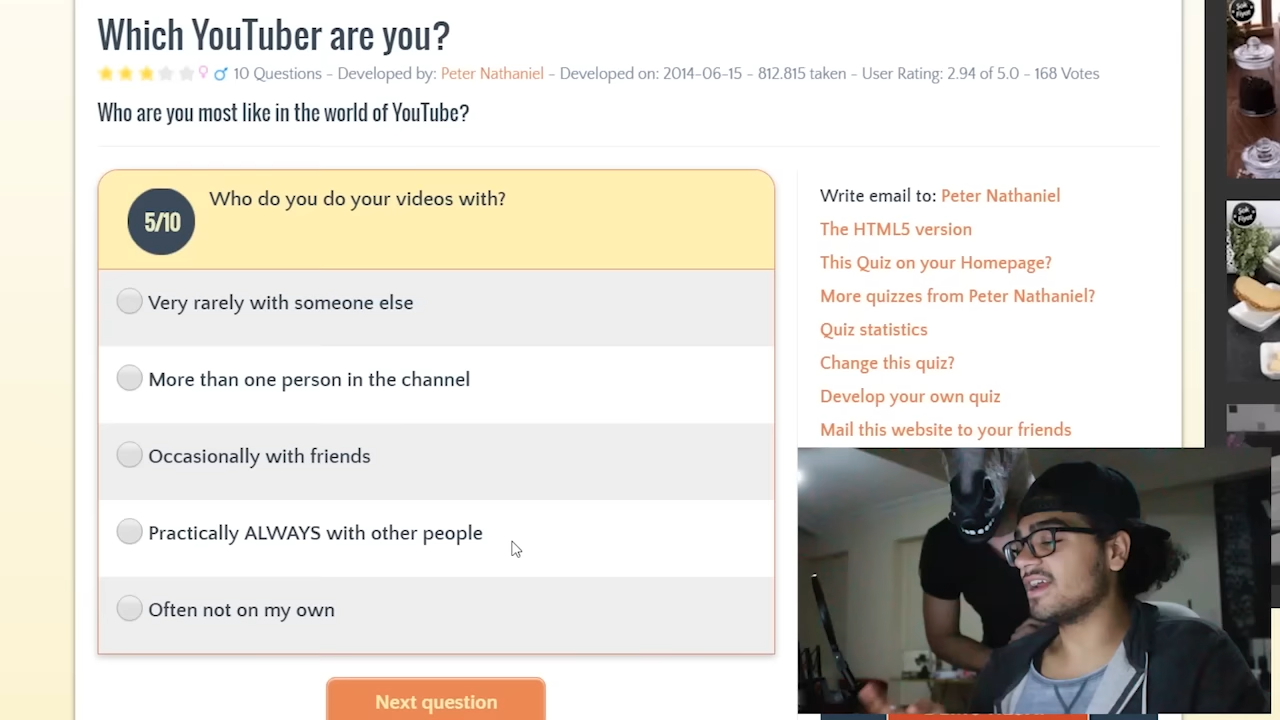 Which YouTuber are you?
10 Questions - Developed by: Peter Nathaniel - Developed on: 2014-06-15 - 812.815 taken - User Rating: 2.94 of 5.0 - 168 Votes
Who are you most like in the world of YouTube?
5/10
Who do you do your videos with?
Very rarely with someone else
More than one person in the channel
Occasionally with friends
Practically ALWAYS with other people
Often not on my own
Next question
Write email to: Peter Nathaniel
The HTML5 version
This Quiz on your Homepage?
More quizzes from Peter Nathaniel?
Quiz statistics
Change this quiz?
Develop your own quiz
Mail this website to your friends